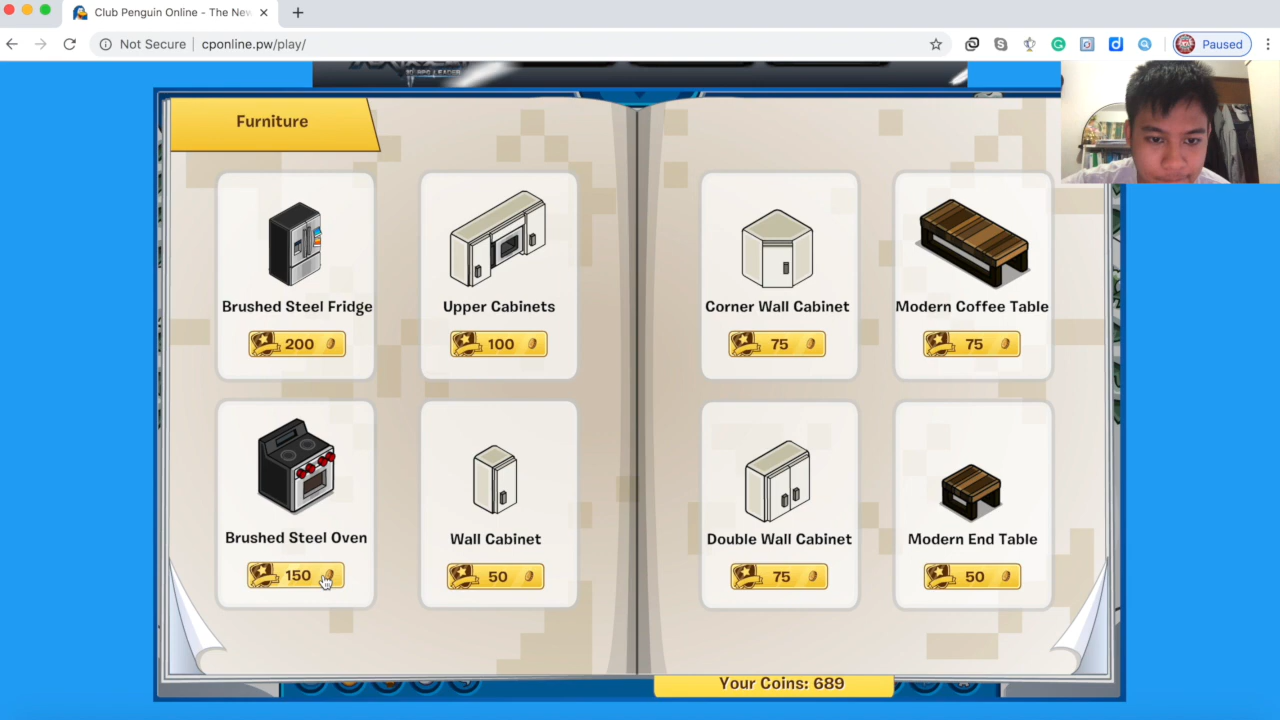 Club Penguin Online - The New
Not Secure
cponline.pw/play/
Paused
Furniture
Brushed Steel Fridge
200
Upper Cabinets
100
Corner Wall Cabinet
75
Modern Coffee Table
75
Brushed Steel Oven
150
Wall Cabinet
50
Double Wall Cabinet
75
Modern End Table
50
Your Coins: 689